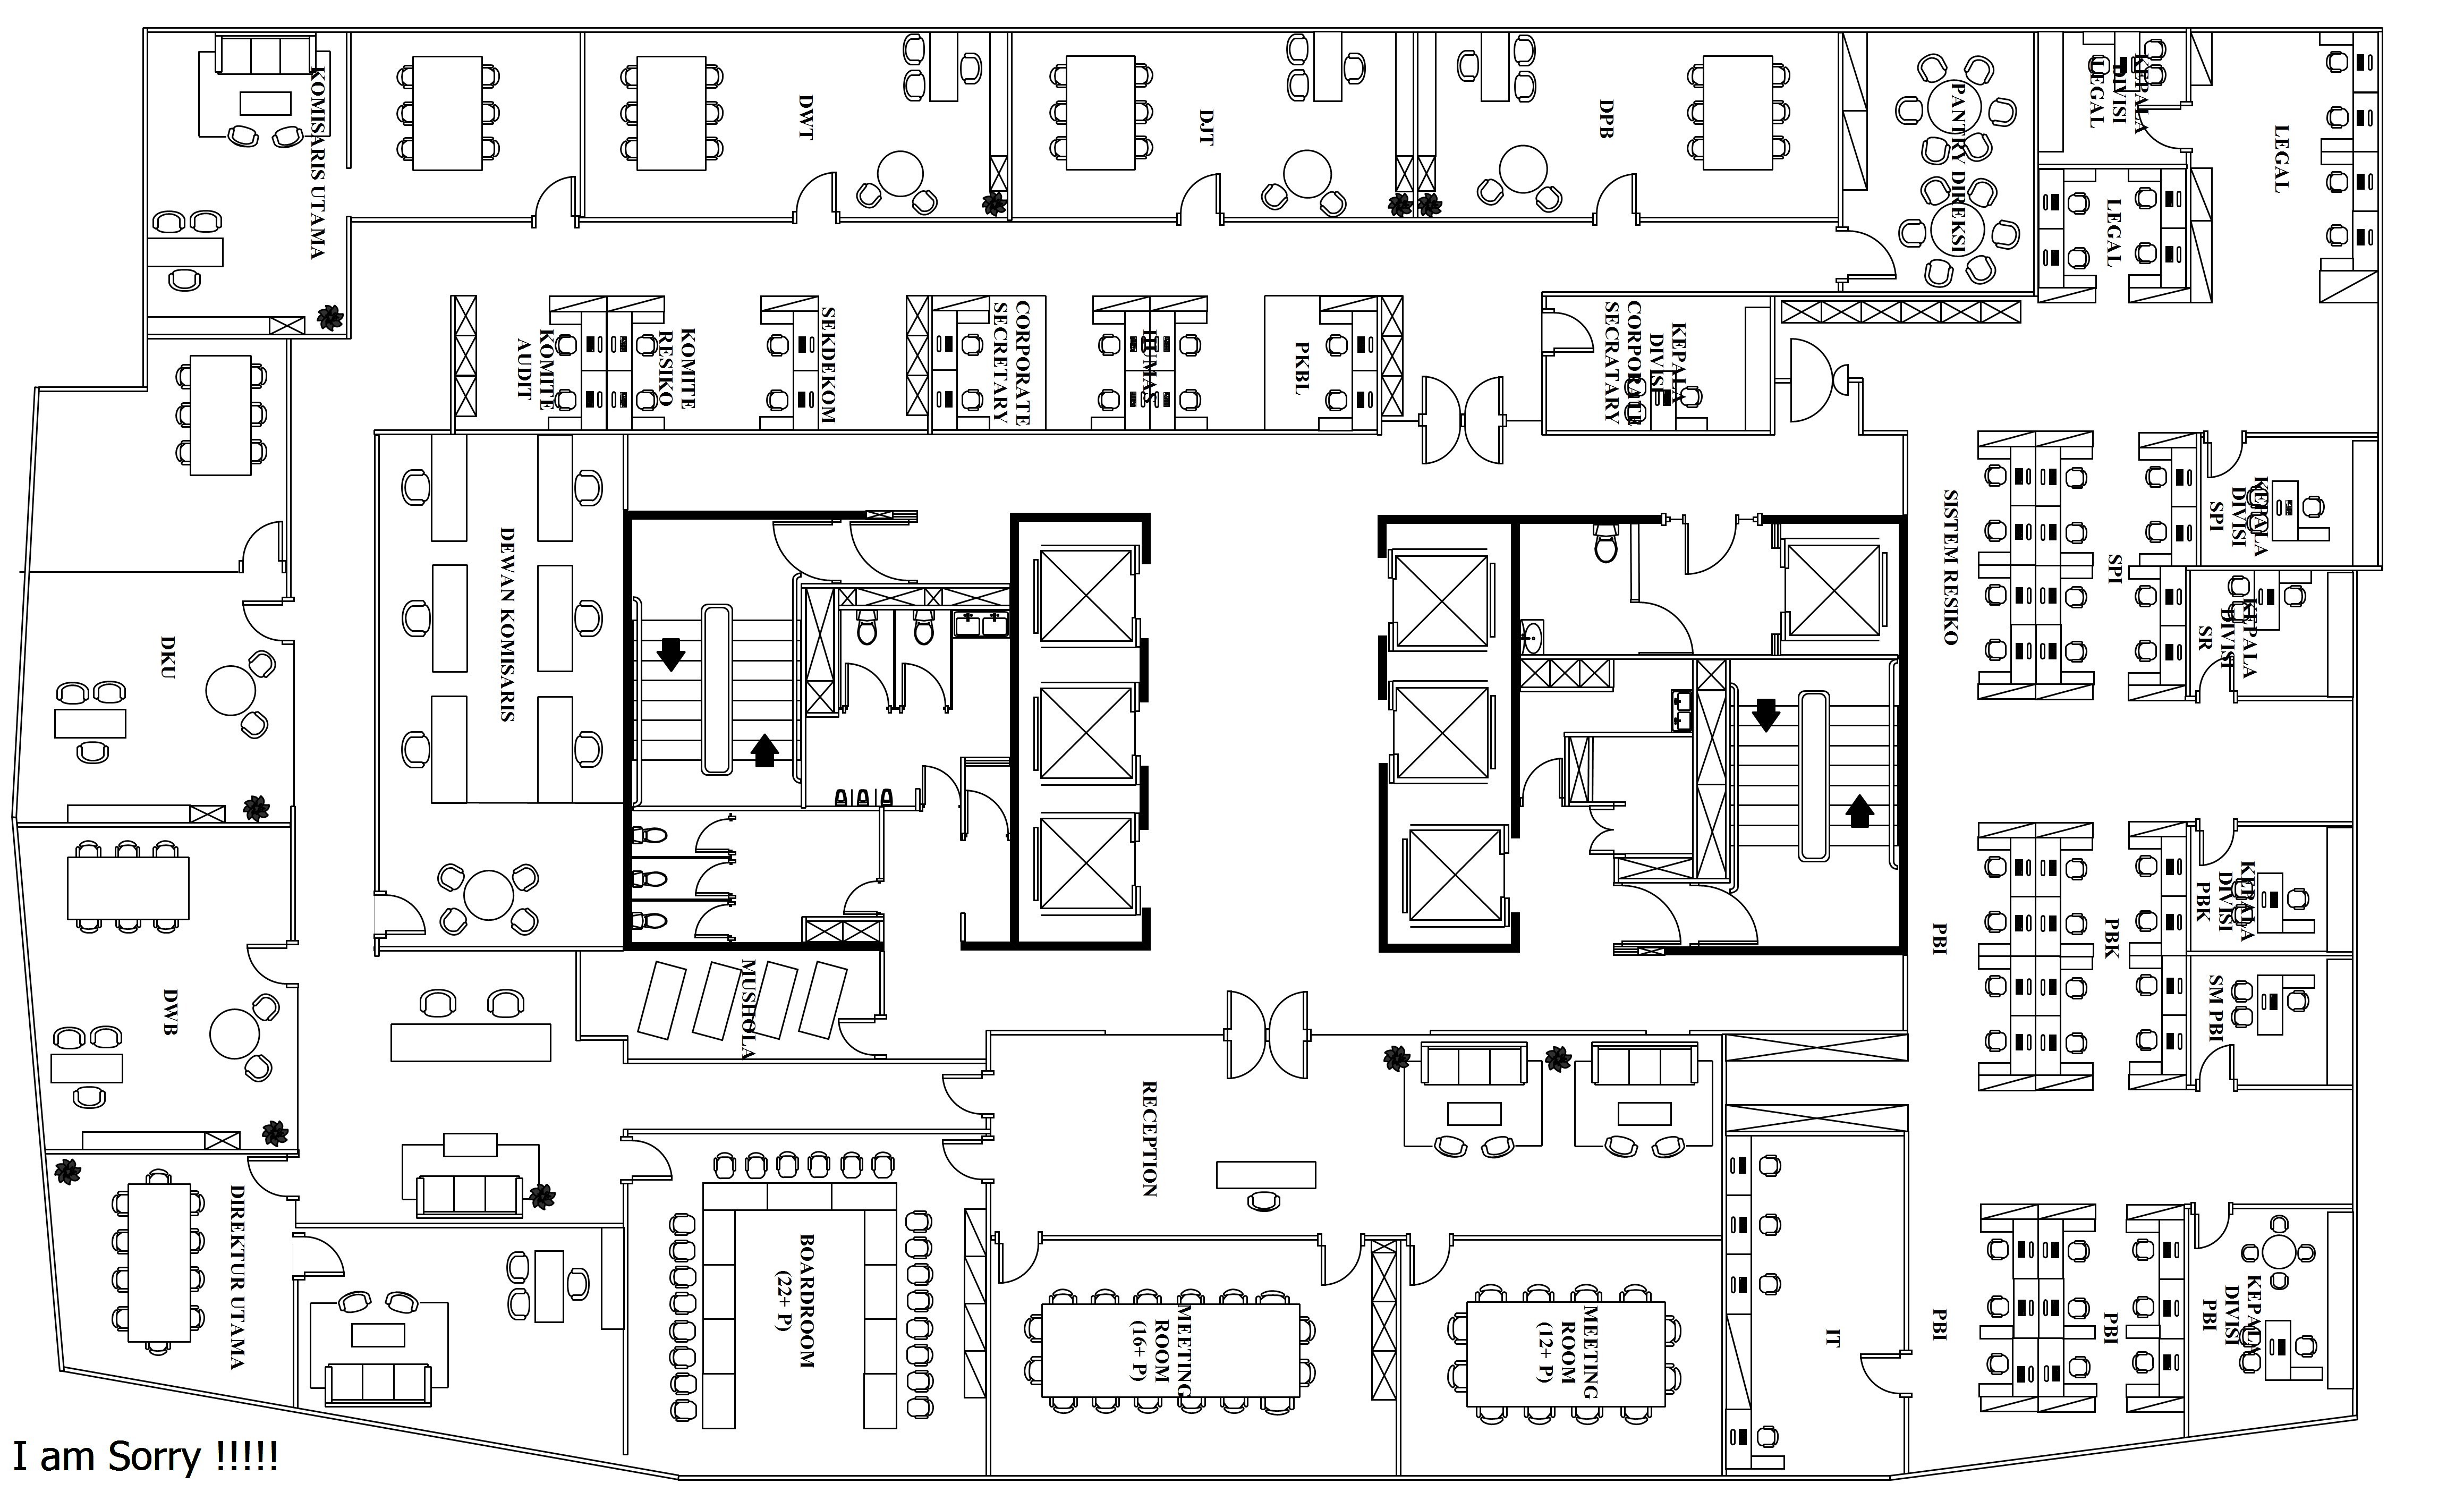 KOMISARIS UTAMA
DWT
DJT
DPB
PANTRY DIREKSI
KEPALA
DIVISI
LEGAL
LEGAL
LEGAL
KOMITE
AUDIT
KOMITE
RESIKO
SEKDEKOM
CORPORATE
SECRETARY
HUMAS
PKBL
KEPALA
DIVISI
CORPORATE
SECRATARY
DEWAN KOMISARIS
SISTEM RESIKO
SPI
KEPALA
DIVISI
SPI
KEPALA
DIVISI
SR
DKU
DWB
MUSHOLA
PBI
PBK
KEPALA
DIVISI
PBK
SM PBI
RECEPTION
DIREKTUR UTAMA
BOARDROOM
(22+ P)
MEETING
ROOM
(16+ P)
MEETING
ROOM
(12+ P)
IT
PBI
PBI
KEPALA
DIVISI
PBI
I am Sorry !!!!!